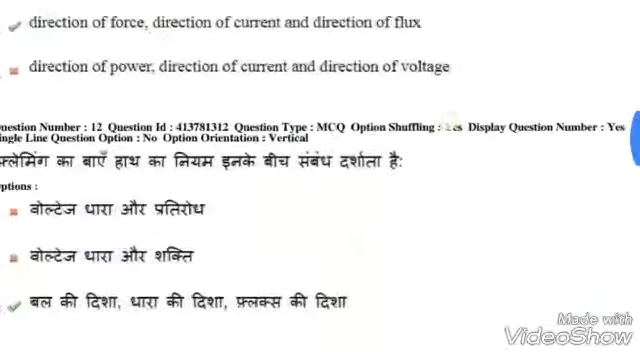 direction of force, direction of current and direction of flux
direction of power, direction of current and direction of voltage
uestion Number : 12 Question Id : 413781312 Question Type : MCQ Option Shuffling : Yes Display Question Number : Yes
ingle Line Question Option : No Option Orientation : Vertical
फ़्लेमिंग का बाएँ हाथ का नियम इनके बीच संबंध दर्शाता है:
ptions :
वोल्टेज धारा और प्रतिरोध
वोल्टेज धारा और शक्ति
बल की दिशा, धारा की दिशा, फ़्लक्स की दिशा
Made with
VideoShow